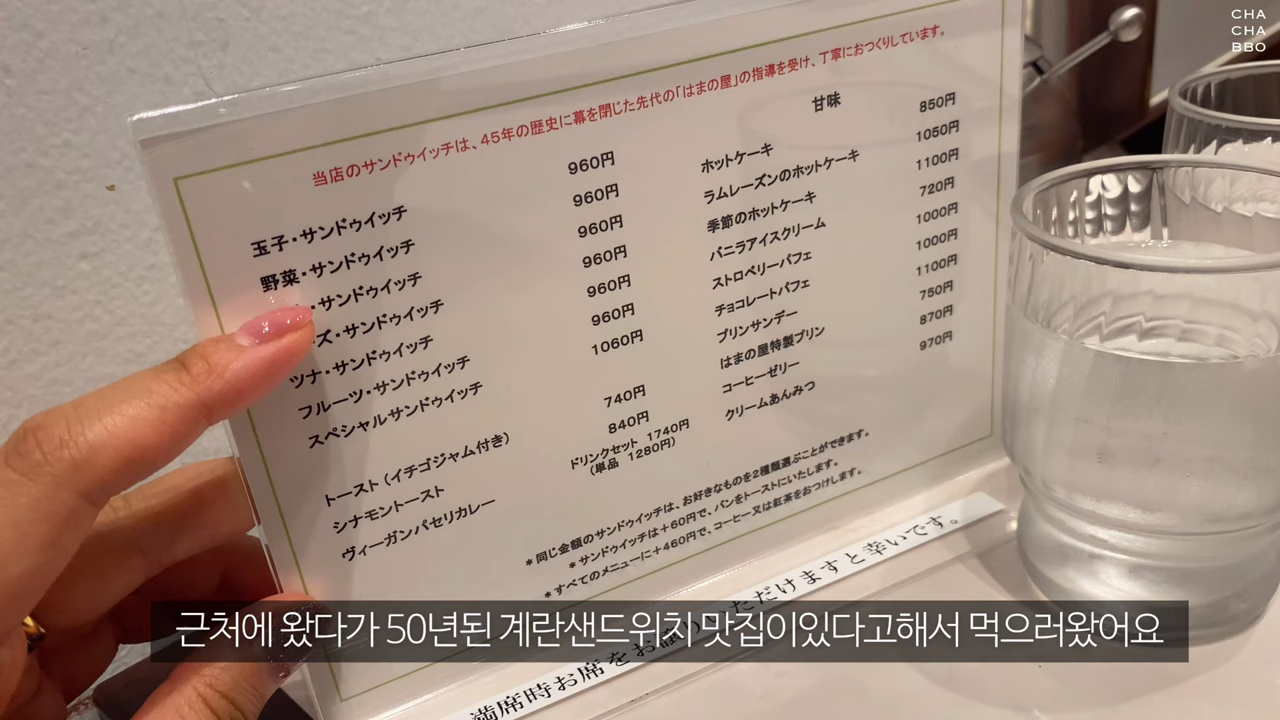 CHA
CHA
BBO
当店のサンドゥイッチは、45年の歴史に幕を閉じた先代の「はまの屋」の指導を受け、丁寧におつくりしています。
玉子・サンドゥイッチ 960円
野菜・サンドゥイッチ 960円
・サンドゥイッチ 960円
ズ・サンドゥイッチ 960円
ツナ・サンドゥイッチ 960円
フルーツ・サンドゥイッチ 960円
スペシャルサンドゥイッチ 1060円
トースト（イチゴジャム付き） 740円
シナモントースト 840円
ヴィーガンパセリカレー ドリンクセット 1740円
（単品 1280円）
甘味
ホットケーキ 850円
ラムレーズンのホットケーキ 1050円
季節のホットケーキ 1100円
バニラアイスクリーム 720円
ストロベリーパフェ 1000円
チョコレートパフェ 1000円
プリンサンデー 1100円
はまの屋特製プリン 750円
コーヒーゼリー 870円
クリームあんみつ 970円
＊同じ金額のサンドゥイッチは、お好きなものを2種類選ぶことができます。
＊サンドゥイッチは＋60円で、パンをトーストにいたします。
＊すべてのメニューに＋460円で、コーヒー又は紅茶をおつけします。
満席時お席をお譲りいただけますと幸いです。
근처에 왔다가 50년된 계란샌드위치 맛집이있다고해서 먹으러왔어요